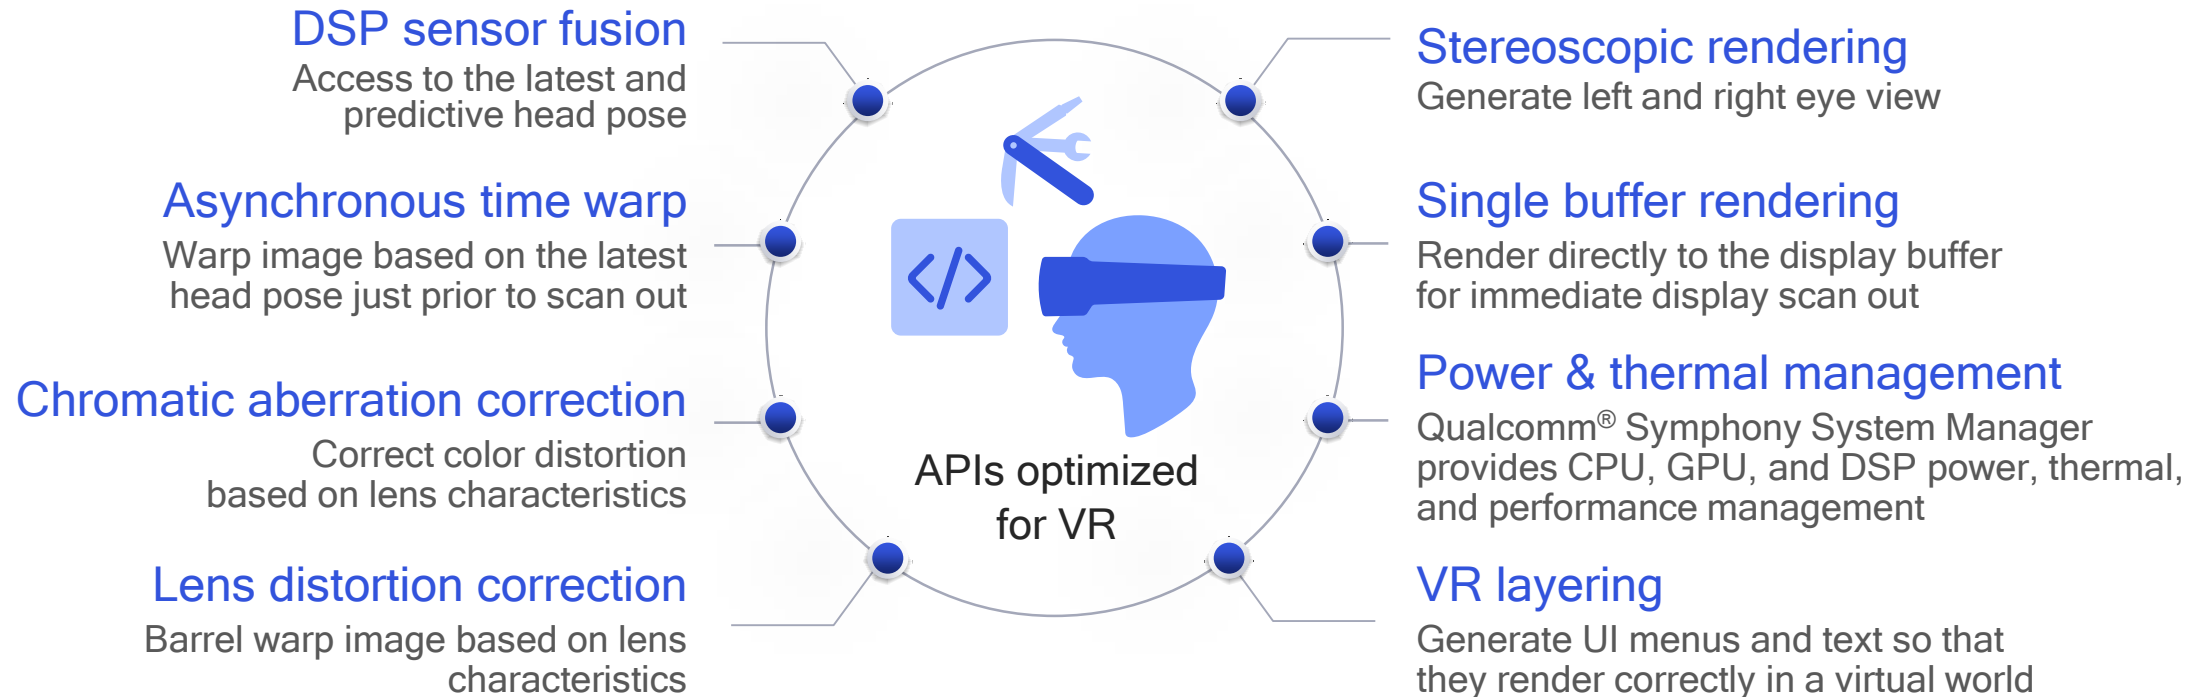 DSP sensor fusion
Access to the latest and
predictive head pose
Asynchronous time warp
Warp image based on the latest
head pose just prior to scan out
Chromatic aberration correction
Correct color distortion
based on lens characteristics
Lens distortion correction
Barrel warp image based on lens
characteristics
</>
APIs optimized
for VR
Stereoscopic rendering
Generate left and right eye view
Single buffer rendering
Render directly to the display buffer
for immediate display scan out
Power & thermal management
Qualcomm® Symphony System Manager
provides CPU, GPU, and DSP power, thermal,
and performance management
VR layering
Generate UI menus and text so that
they render correctly in a virtual world